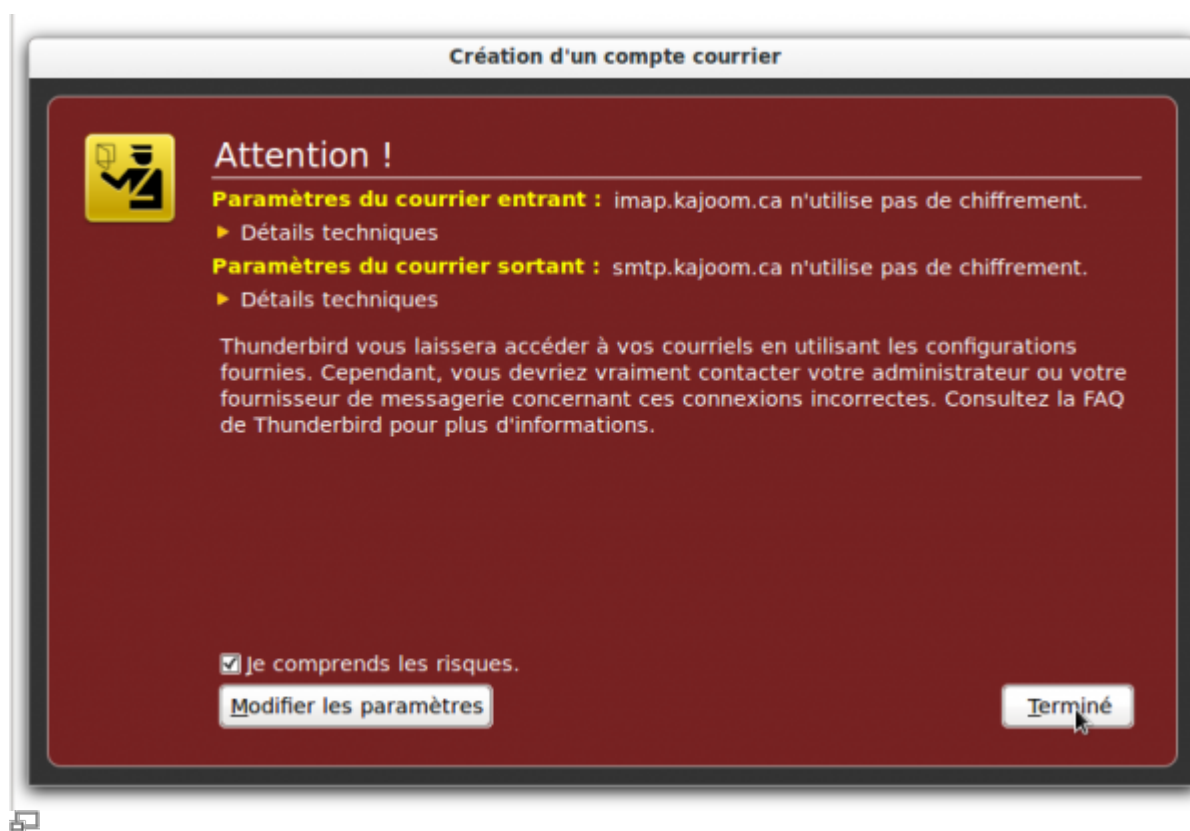 Création d'un compte courrier
Attention !
Paramètres du courrier entrant : imap.kajoom.ca n'utilise pas de chiffrement.
Détails techniques
Paramètres du courrier sortant : smtp.kajoom.ca n'utilise pas de chiffrement.
Détails techniques
Thunderbird vous laissera accéder à vos courriels en utilisant les configurations
fournies. Cependant, vous devriez vraiment contacter votre administrateur ou votre
fournisseur de messagerie concernant ces connexions incorrectes. Consultez la FAQ
de Thunderbird pour plus d'informations.
Je comprends les risques.
Modifier les paramètres
Terminé